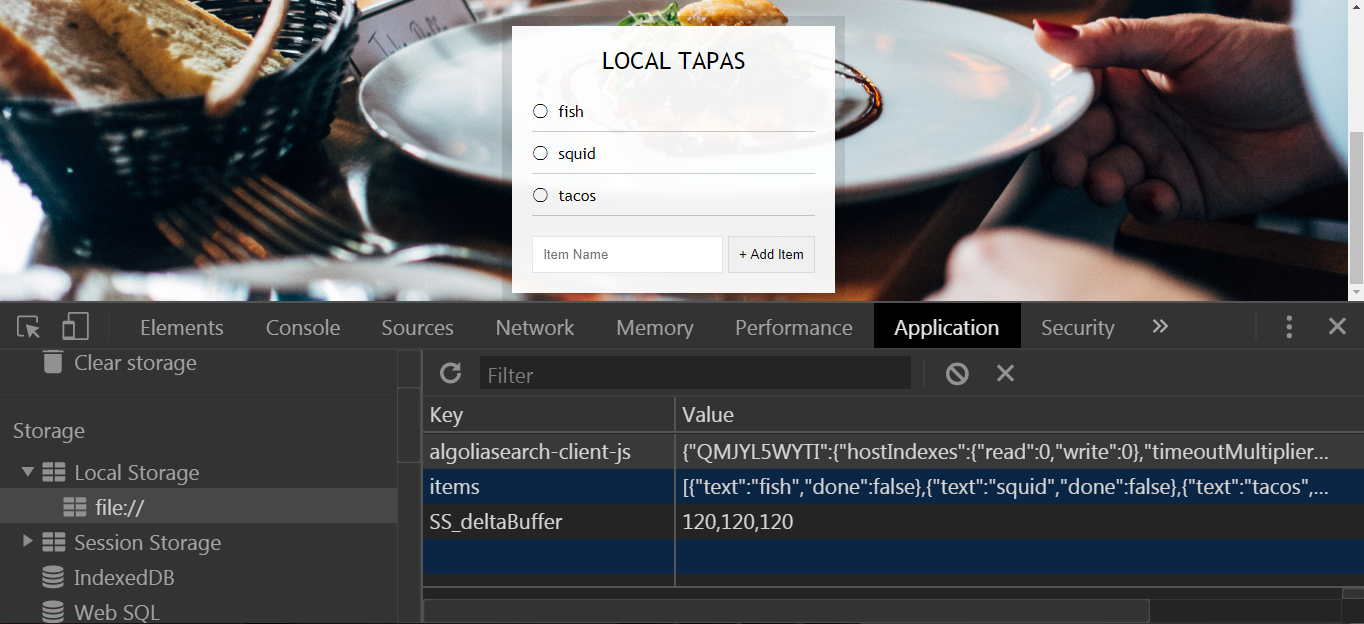 LOCAL TAPAS
fish
squid
tacos
Item Name
+ Add Item
Elements Console Sources Network Memory Performance Application Security »
Clear storage
Filter
Storage
Local Storage
file://
Session Storage
IndexedDB
Web SQL
Key Value
algoliasearch-client-js {"QMJYL5WYTI":{"hostIndexes":{"read":0,"write":0},"timeoutMultiplier...
items [{"text":"fish","done":false},{"text":"squid","done":false},{"text":"tacos",...
SS_deltaBuffer 120,120,120